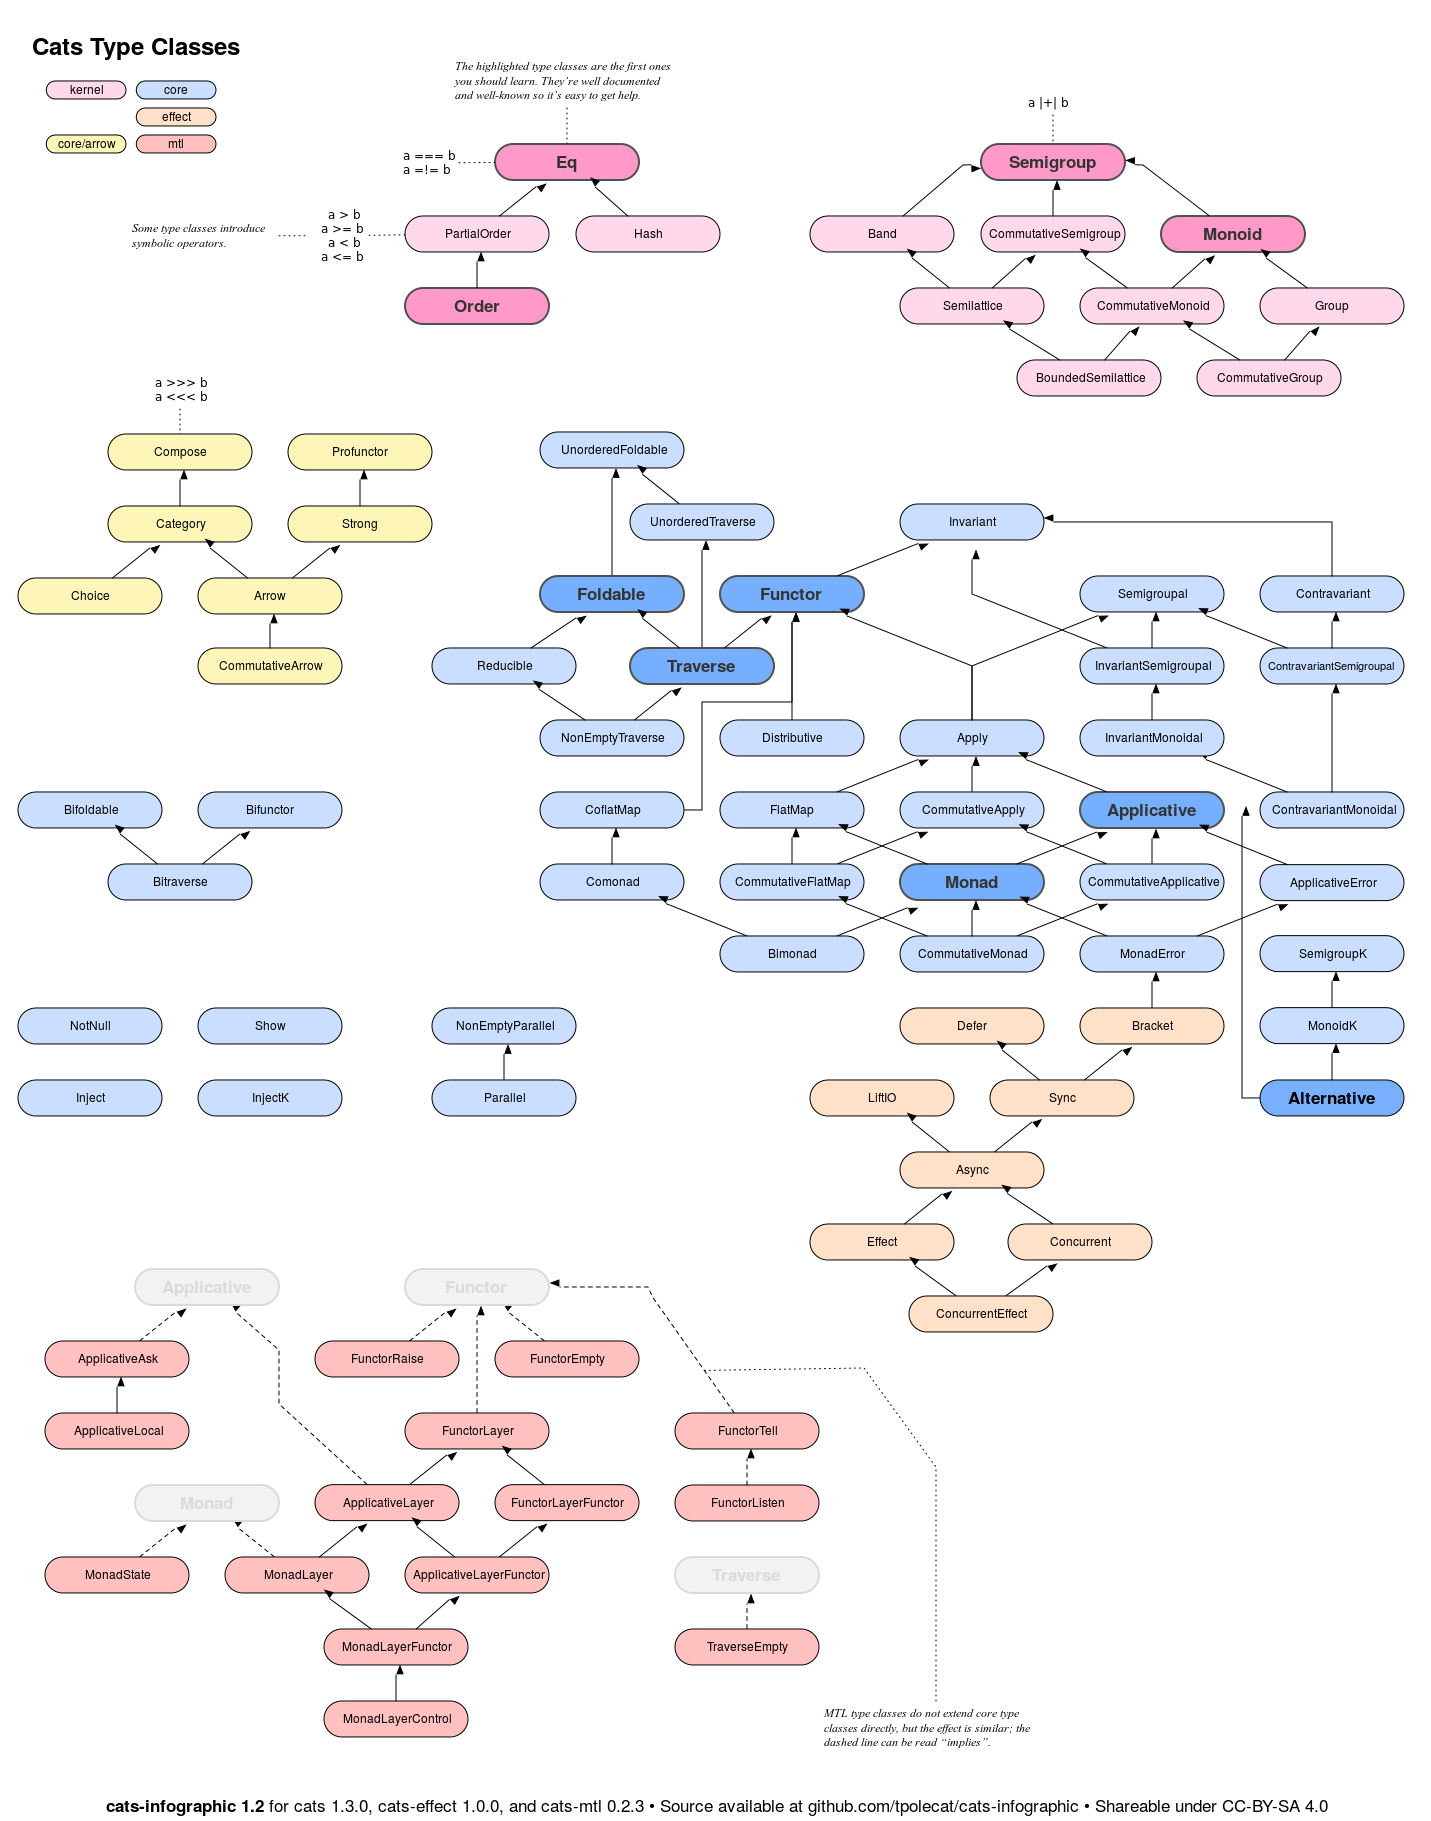 Cats Type Classes
kernel
core
effect
core/arrow
mtl
The highlighted type classes are the first ones
you should learn. They're well documented
and well-known so it's easy to get help.
a |+| b
a === b
a =!= b
Eq
Semigroup
Some type classes introduce
symbolic operators.
a > b
a >= b
a < b
a <= b
PartialOrder
Hash
Band
CommutativeSemigroup
Monoid
Order
Semilattice
CommutativeMonoid
Group
BoundedSemilattice
CommutativeGroup
a >>> b
a <<< b
Compose
Profunctor
UnorderedFoldable
Category
Strong
UnorderedTraverse
Invariant
Choice
Arrow
Foldable
Functor
Semigroupal
Contravariant
CommutativeArrow
Reducible
Traverse
InvariantSemigroupal
ContravariantSemigroupal
NonEmptyTraverse
Distributive
Apply
InvariantMonoidal
Bifoldable
Bifunctor
CoflatMap
FlatMap
CommutativeApply
Applicative
ContravariantMonoidal
Bitraverse
Comonad
CommutativeFlatMap
Monad
CommutativeApplicative
ApplicativeError
Bimonad
CommutativeMonad
MonadError
SemigroupK
NotNull
Show
NonEmptyParallel
Defer
Bracket
MonoidK
Inject
InjectK
Parallel
LiftIO
Sync
Alternative
Async
Effect
Concurrent
Applicative
Functor
ConcurrentEffect
ApplicativeAsk
FunctorRaise
FunctorEmpty
ApplicativeLocal
FunctorLayer
FunctorTell
Monad
ApplicativeLayer
FunctorLayerFunctor
FunctorListen
MonadState
MonadLayer
ApplicativeLayerFunctor
Traverse
MonadLayerFunctor
TraverseEmpty
MonadLayerControl
MTL type classes do not extend core type
classes directly, but the effect is similar; the
dashed line can be read “implies”.
cats-infographic 1.2 for cats 1.3.0, cats-effect 1.0.0, and cats-mtl 0.2.3 • Source available at github.com/tpolecat/cats-infographic • Shareable under CC-BY-SA 4.0